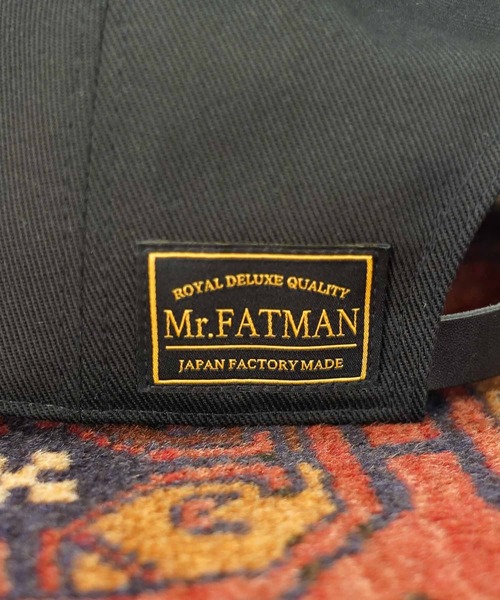 ROYAL DELUXE QUALITY
Mr.FATMAN
JAPAN FACTORY MADE